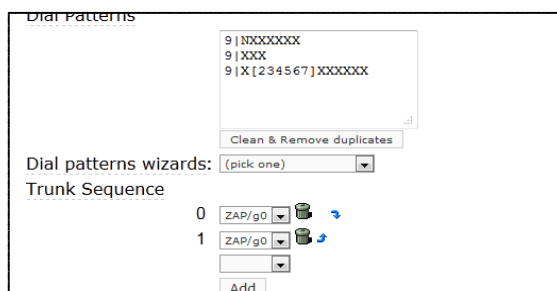 Dial Patterns
9|NXXXXXX
9|XXX
9|X[234567]XXXXXX
Clean & Remove duplicates
Dial patterns wizards: (pick one)
Trunk Sequence
0 ZAP/g0
1 ZAP/g0
Add